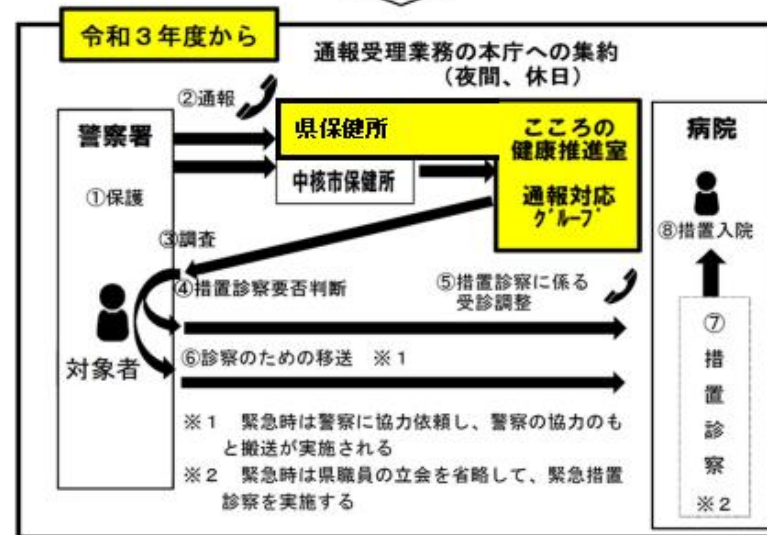 令和３年度から
通報受理業務の本庁への集約
（夜間、休日）
②通報
警察署
県保健所
こころの
健康推進室
病院
①保護
中核市保健所
通報対応
ｸﾞﾙｰﾌﾟ
③調査
⑧措置入院
④措置診察要否判断
⑤措置診察に係る
受診調整
対象者
⑥診察のための移送　※１
⑦
措
置
診
察
※２
※１　緊急時は警察に協力依頼し、警察の協力のも
と搬送が実施される
※２　緊急時は県職員の立会を省略して、緊急措置
診察を実施する